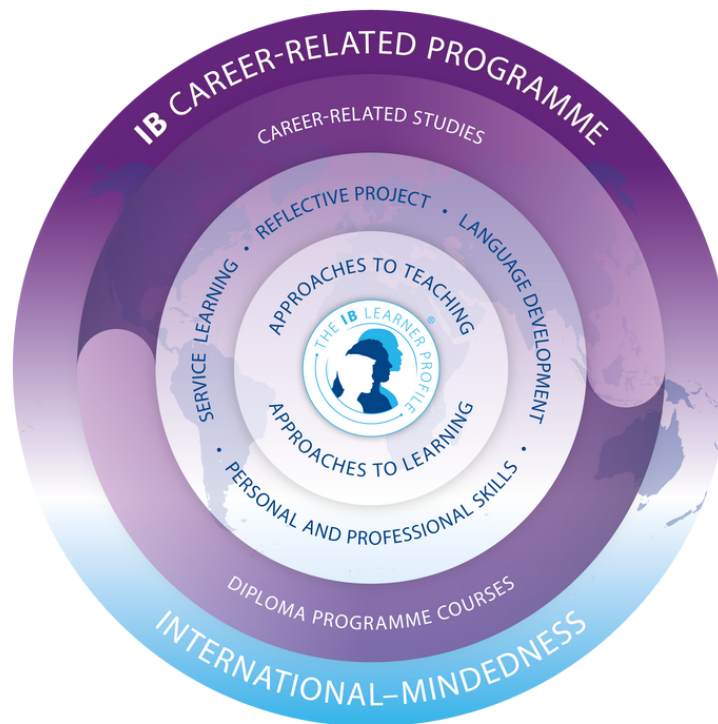 IB CAREER-RELATED PROGRAMME
CAREER-RELATED STUDIES
SERVICE LEARNING • REFLECTIVE PROJECT • LANGUAGE DEVELOPMENT
• PERSONAL AND PROFESSIONAL SKILLS •
APPROACHES TO TEACHING
THE IB LEARNER PROFILE ®
APPROACHES TO LEARNING
DIPLOMA PROGRAMME COURSES
INTERNATIONAL–MINDEDNESS